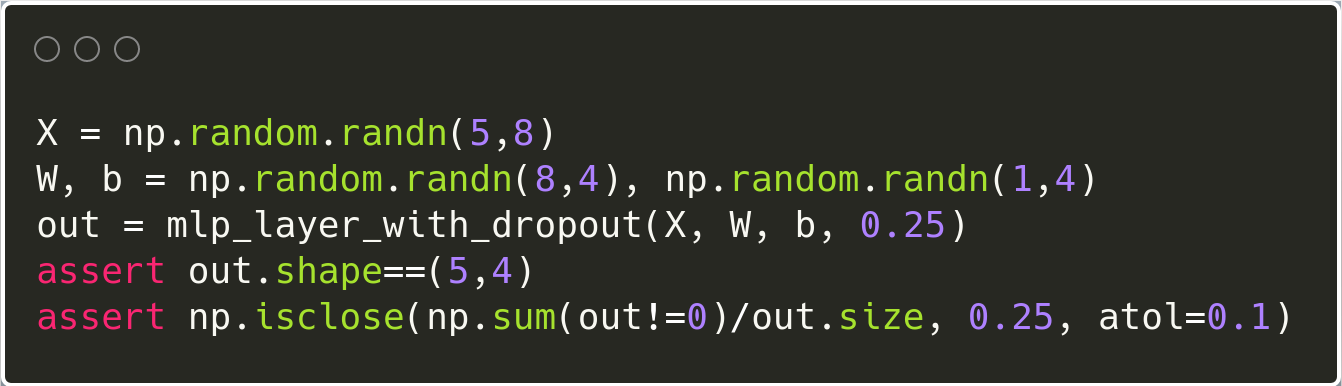 X = np.random.randn(5,8)
W, b = np.random.randn(8,4), np.random.randn(1,4)
out = mlp_layer_with_dropout(X, W, b, 0.25)
assert out.shape==(5,4)
assert np.isclose(np.sum(out!=0)/out.size, 0.25, atol=0.1)